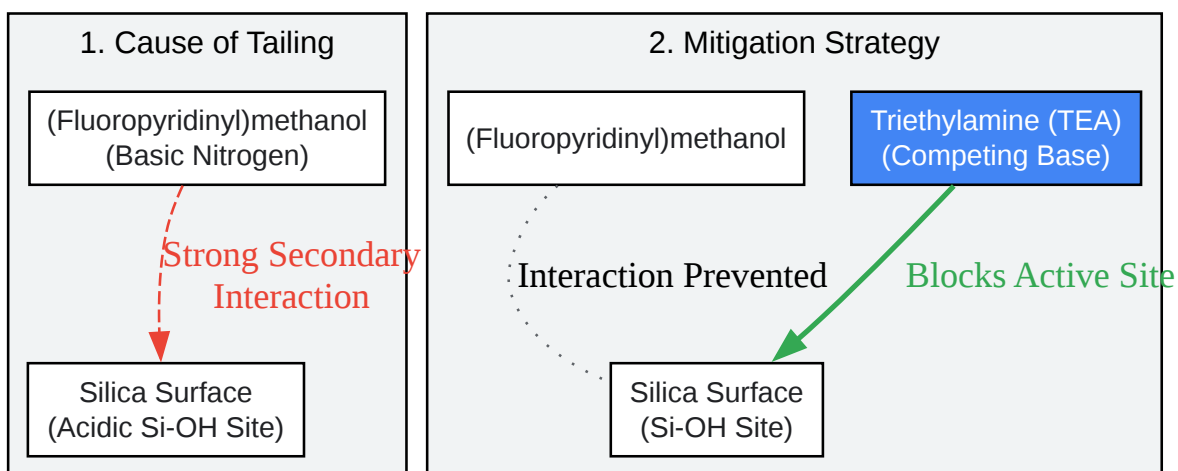 1. Cause of Tailing
(Fluoropyridinyl)methanol
(Basic Nitrogen)
Strong Secondary
Interaction
Silica Surface
(Acidic Si-OH Site)
2. Mitigation Strategy
(Fluoropyridinyl)methanol
Triethylamine (TEA)
(Competing Base)
Interaction Prevented
Blocks Active Site
Silica Surface
(Si-OH Site)